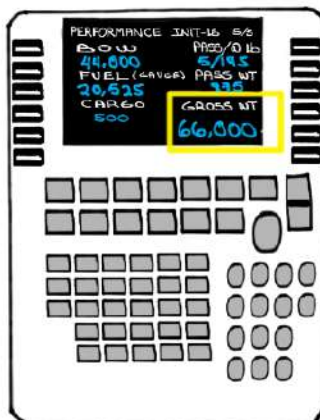 PERFORMANCE INIT-LB 5/5
BOW PASS/@ LB
44,000 5/195
FUEL (GAUGE) PASS WT
20,525 975
CARGO GROSS WT
500 66,000